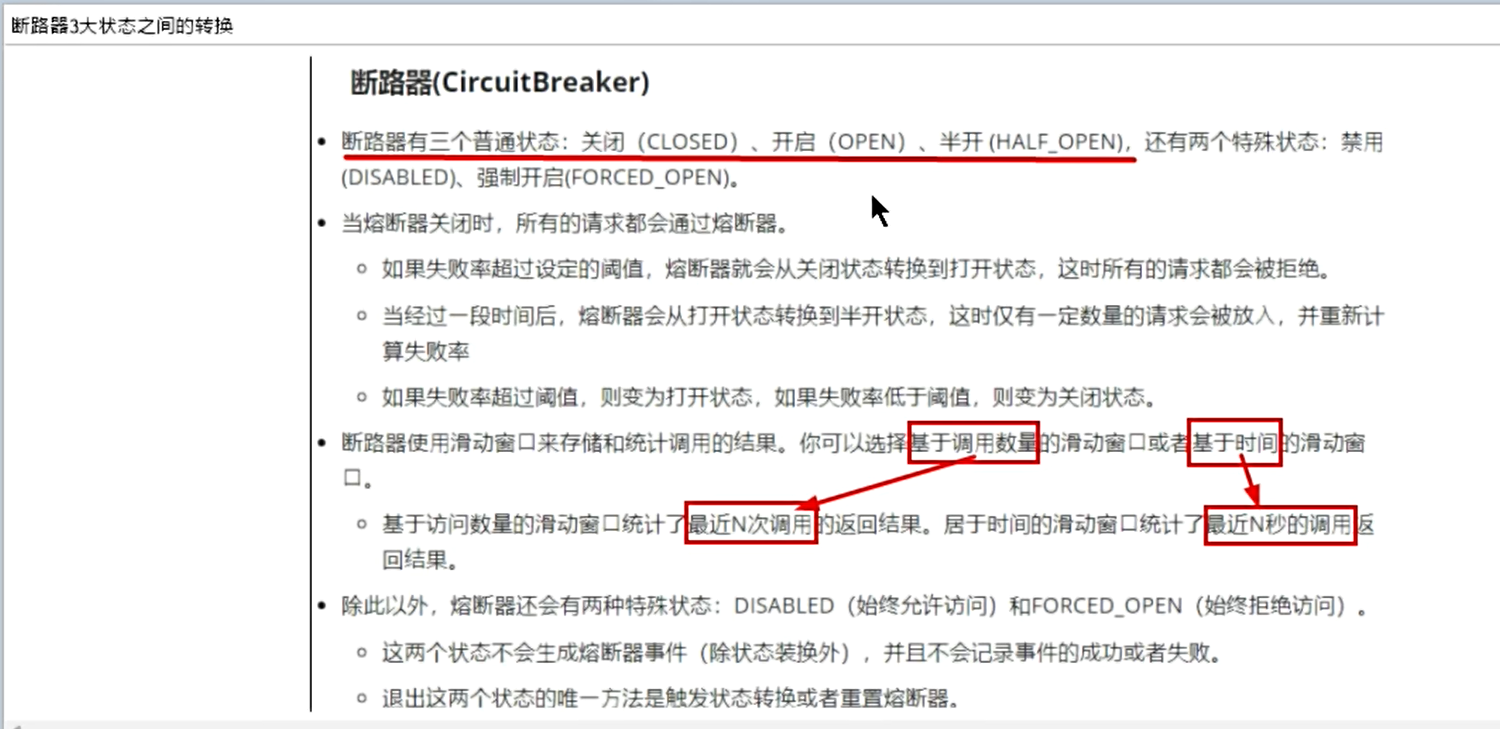 断路器3大状态之间的转换
断路器(CircuitBreaker)
断路器有三个普通状态：关闭（CLOSED）、开启（OPEN）、半开 (HALF_OPEN)，还有两个特殊状态：禁用
(DISABLED)、强制开启(FORCED_OPEN)。
当熔断器关闭时，所有的请求都会通过熔断器。
如果失败率超过设定的阈值，熔断器就会从关闭状态转换到打开状态，这时所有的请求都会被拒绝。
当经过一段时间后，熔断器会从打开状态转换到半开状态，这时仅有一定数量的请求会被放入，并重新计
算失败率
如果失败率超过阈值，则变为打开状态，如果失败率低于阈值，则变为关闭状态。
断路器使用滑动窗口来存储和统计调用的结果。你可以选择基于调用数量的滑动窗口或者基于时间的滑动窗
口。
基于访问数量的滑动窗口统计了最近N次调用的返回结果。居于时间的滑动窗口统计了最近N秒的调用返
回结果。
除此以外，熔断器还会有两种特殊状态：DISABLED（始终允许访问）和FORCED_OPEN（始终拒绝访问）。
这两个状态不会生成熔断器事件（除状态装换外），并且不会记录事件的成功或者失败。
退出这两个状态的唯一方法是触发状态转换或者重置熔断器。